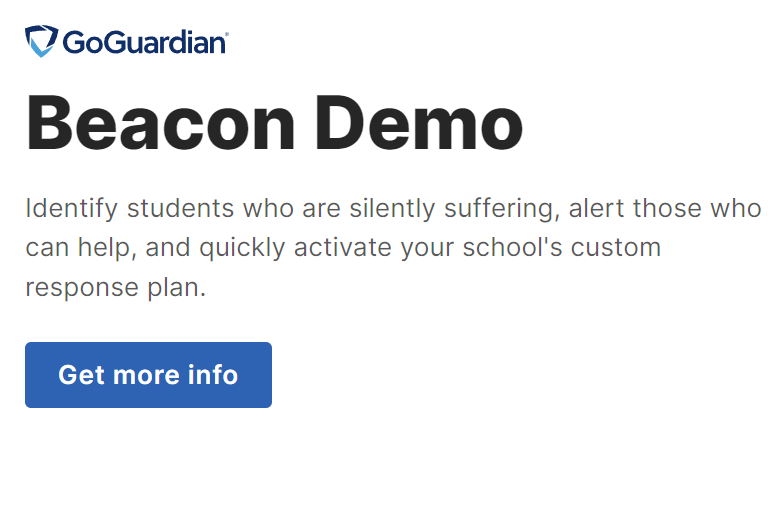 GoGuardian®
Beacon Demo
Identify students who are silently suffering, alert those who
can help, and quickly activate your school's custom
response plan.
Get more info